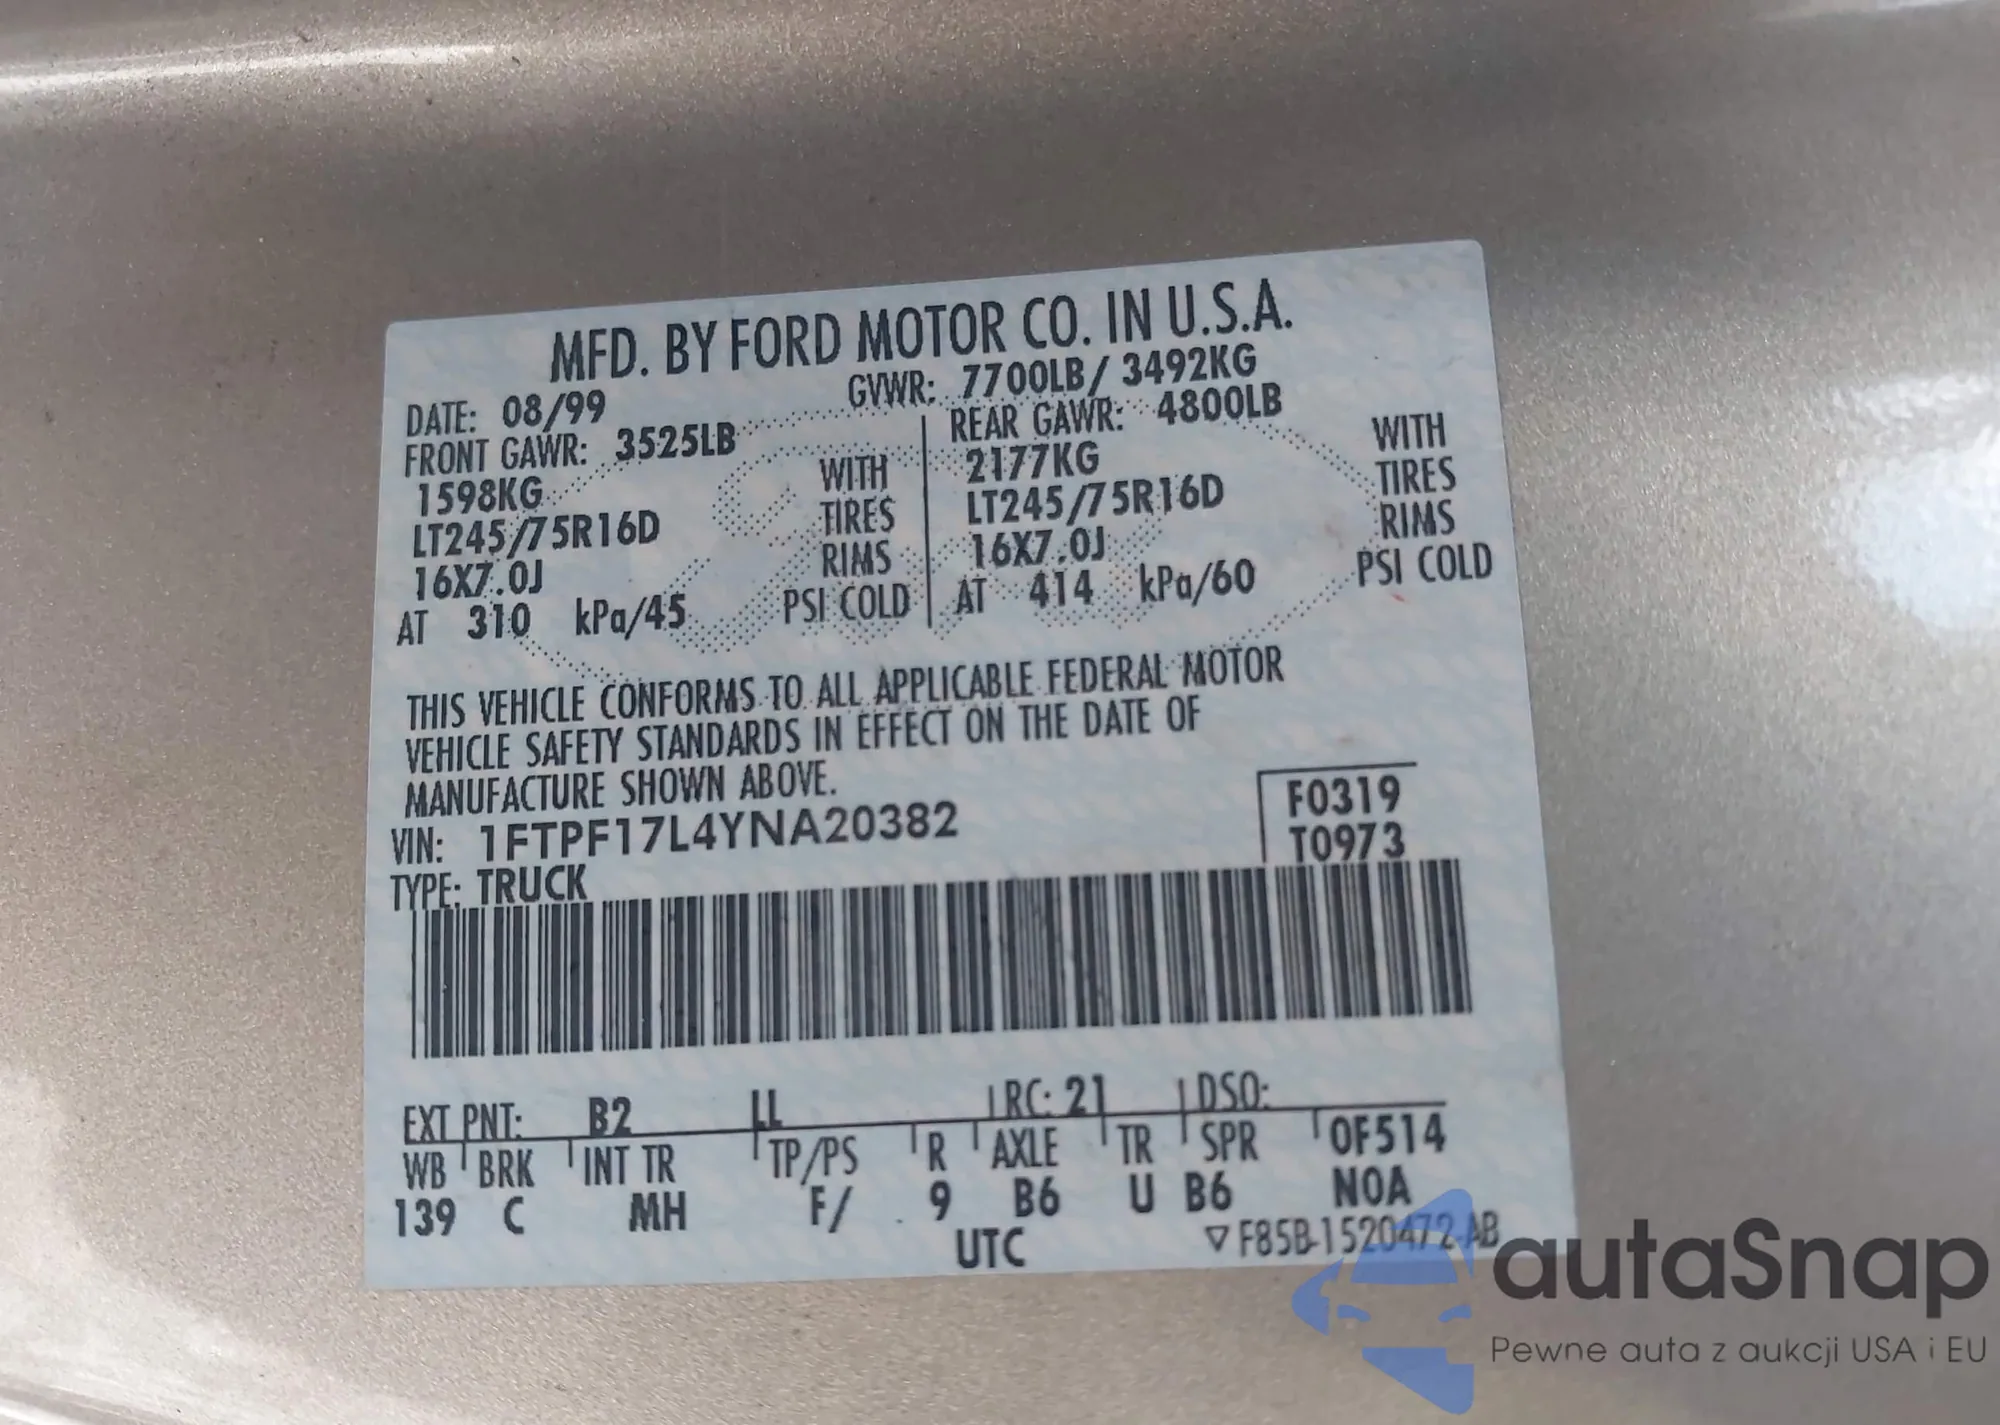 MFD. BY FORD MOTOR CO. IN U.S.A.
DATE: 08/99 GVWR: 7700LB/ 3492KG
FRONT GAWR: 3525LB REAR GAWR: 4800LB
1598KG WITH 2177KG WITH
LT245/75R16D TIRES LT245/75R16D TIRES
16X7.0J RIMS 16X7.0J RIMS
AT 310 kPa/45 PSI COLD AT 414 kPa/60 PSI COLD
THIS VEHICLE CONFORMS TO ALL APPLICABLE FEDERAL MOTOR
VEHICLE SAFETY STANDARDS IN EFFECT ON THE DATE OF
MANUFACTURE SHOWN ABOVE.
VIN: 1FTPF17L4YNA20382 F0319
TYPE: TRUCK T0973
EXT PNT: B2 LL RC: 21 DSO:
WB BRK INT TR TP/PS R AXLE TR SPR 0F514
139 C MH F/ 9 B6 U B6 N0A
UTC ▽ F85B-1520472-AB
autaSnap
Pewne auta z aukcji USA i EU